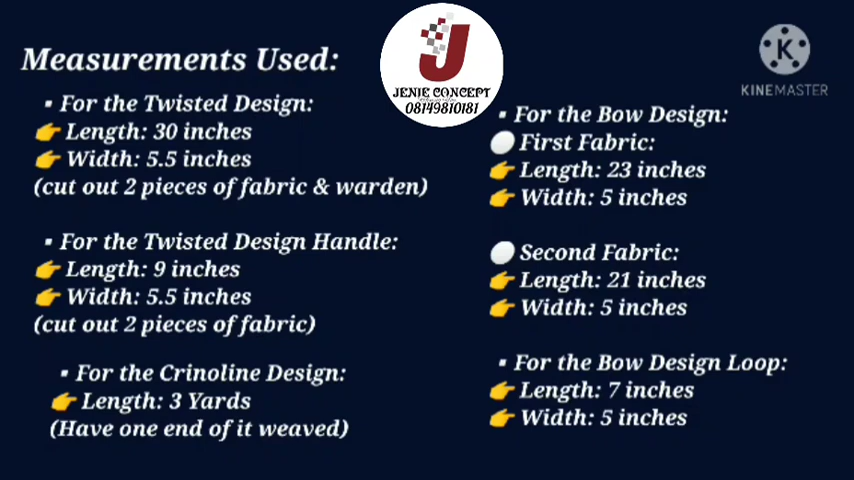 Measurements Used:
▪ For the Twisted Design:
👉 Length: 30 inches
👉 Width: 5.5 inches
(cut out 2 pieces of fabric & warden)
▪ For the Twisted Design Handle:
👉 Length: 9 inches
👉 Width: 5.5 inches
(cut out 2 pieces of fabric)
▪ For the Crinoline Design:
👉 Length: 3 Yards
(Have one end of it weaved)
J
JENIE CONCEPT
08149810181
K
KINEMASTER
▪ For the Bow Design:
⚪ First Fabric:
👉 Length: 23 inches
👉 Width: 5 inches
⚪ Second Fabric:
👉 Length: 21 inches
👉 Width: 5 inches
▪ For the Bow Design Loop:
👉 Length: 7 inches
👉 Width: 5 inches